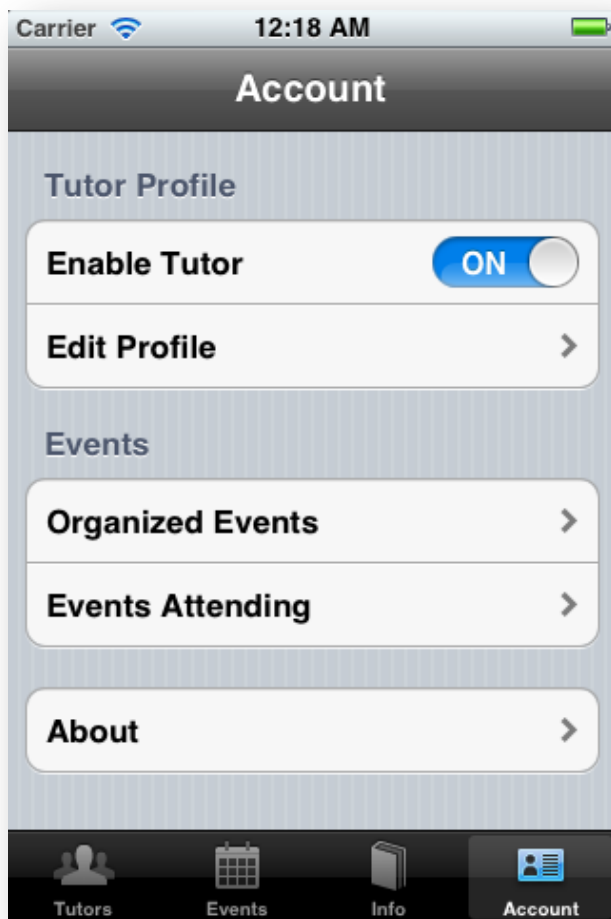 Carrier 12:18 AM
Account
Tutor Profile
Enable Tutor ON
Edit Profile
Events
Organized Events
Events Attending
About
Tutors Events Info Account